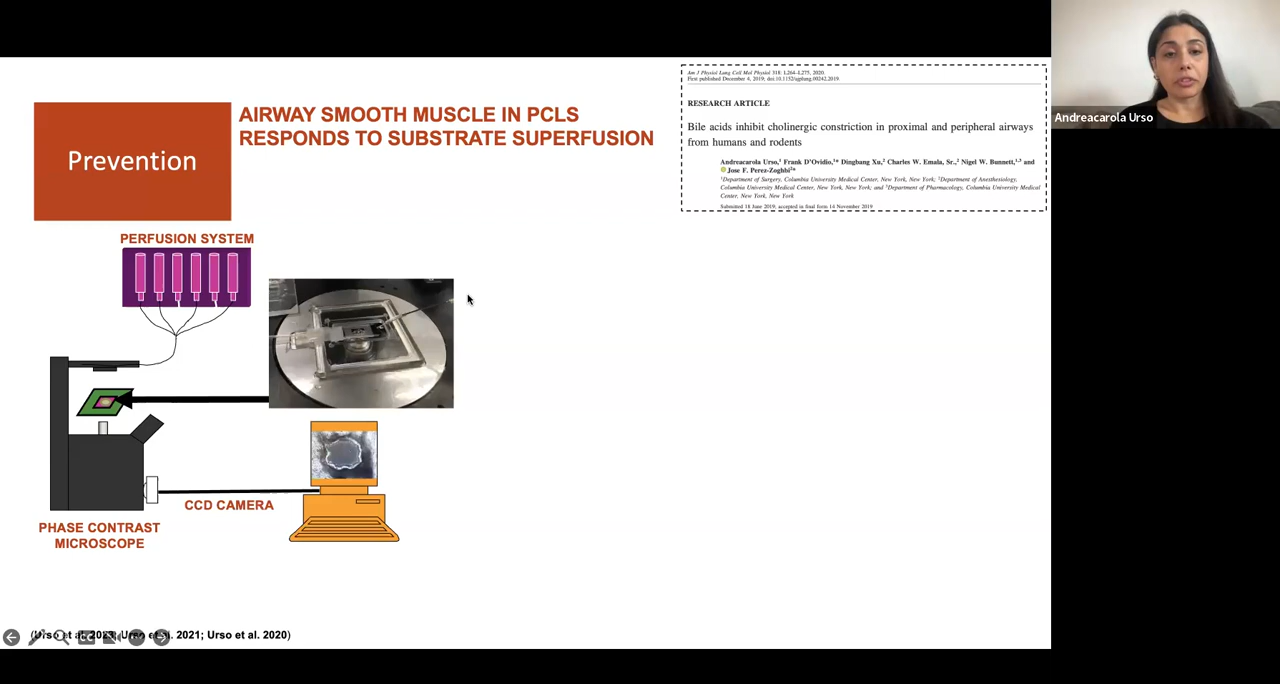 Prevention
AIRWAY SMOOTH MUSCLE IN PCLS
RESPONDS TO SUBSTRATE SUPERFUSION
Am J Physiol Lung Cell Mol Physiol 318: L264–L275, 2020.
First published December 4, 2019; doi:10.1152/ajplung.00242.2019.
RESEARCH ARTICLE
Bile acids inhibit cholinergic constriction in proximal and peripheral airways
from humans and rodents
Andreacarola Urso,1 Frank D'Ovidio,1* Dingbang Xu,2 Charles W. Emala, Sr.,2 Nigel W. Bunnett,1,3 and
Jose F. Perez-Zoghbi2*
1Department of Surgery, Columbia University Medical Center, New York, New York; 2Department of Anesthesiology,
Columbia University Medical Center, New York, New York; and 3Department of Pharmacology, Columbia University Medical
Center, New York, New York
Submitted 18 June 2019; accepted in final form 14 November 2019
Andreacarola Urso
PERFUSION SYSTEM
CCD CAMERA
PHASE CONTRAST
MICROSCOPE
(Urso et al. 2023; Urso et al. 2021; Urso et al. 2020)